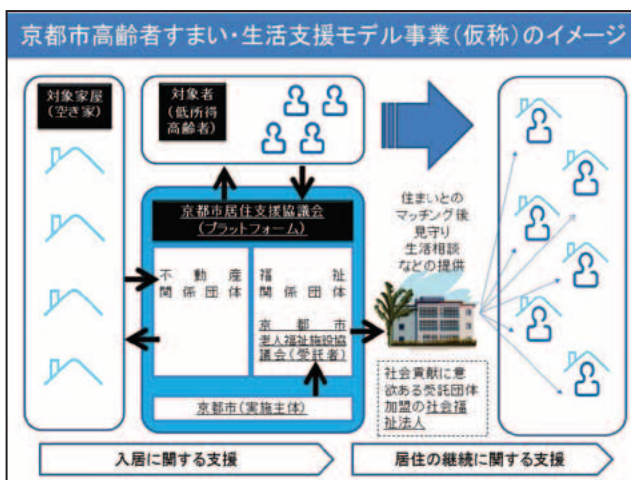 京都市高齢者すまい・生活支援モデル事業(仮称)のイメージ
対象家屋
(空き家)
対象者
(低所得
高齢者)
京都市居住支援協議会
(プラットフォーム)
不動産
関係団体
福祉
関係団体
京都市
老人福祉施設協
議会(受託者)
京都市(実施主体)
住まいとの
マッチング後
見守り
生活相談
などの提供
社会貢献に意
欲ある受託団体
加盟の社会福
祉法人
入居に関する支援
居住の継続に関する支援